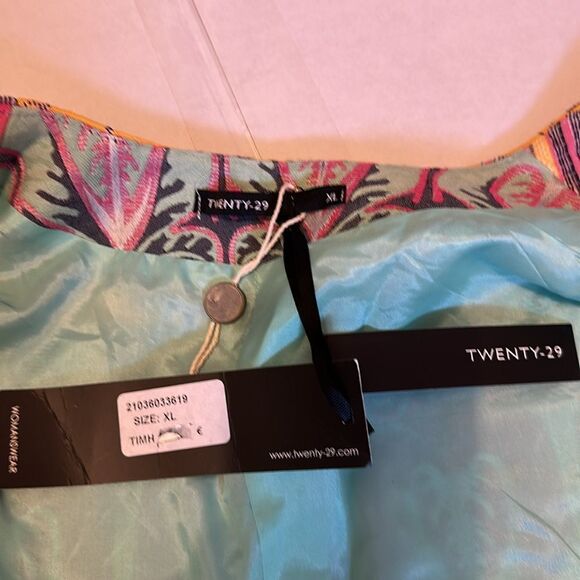 TWENTY-29
XL
TWENTY-29
21036033619
SIZE: XL
TIMH €
www.twenty-29.com
WOMANSWEAR